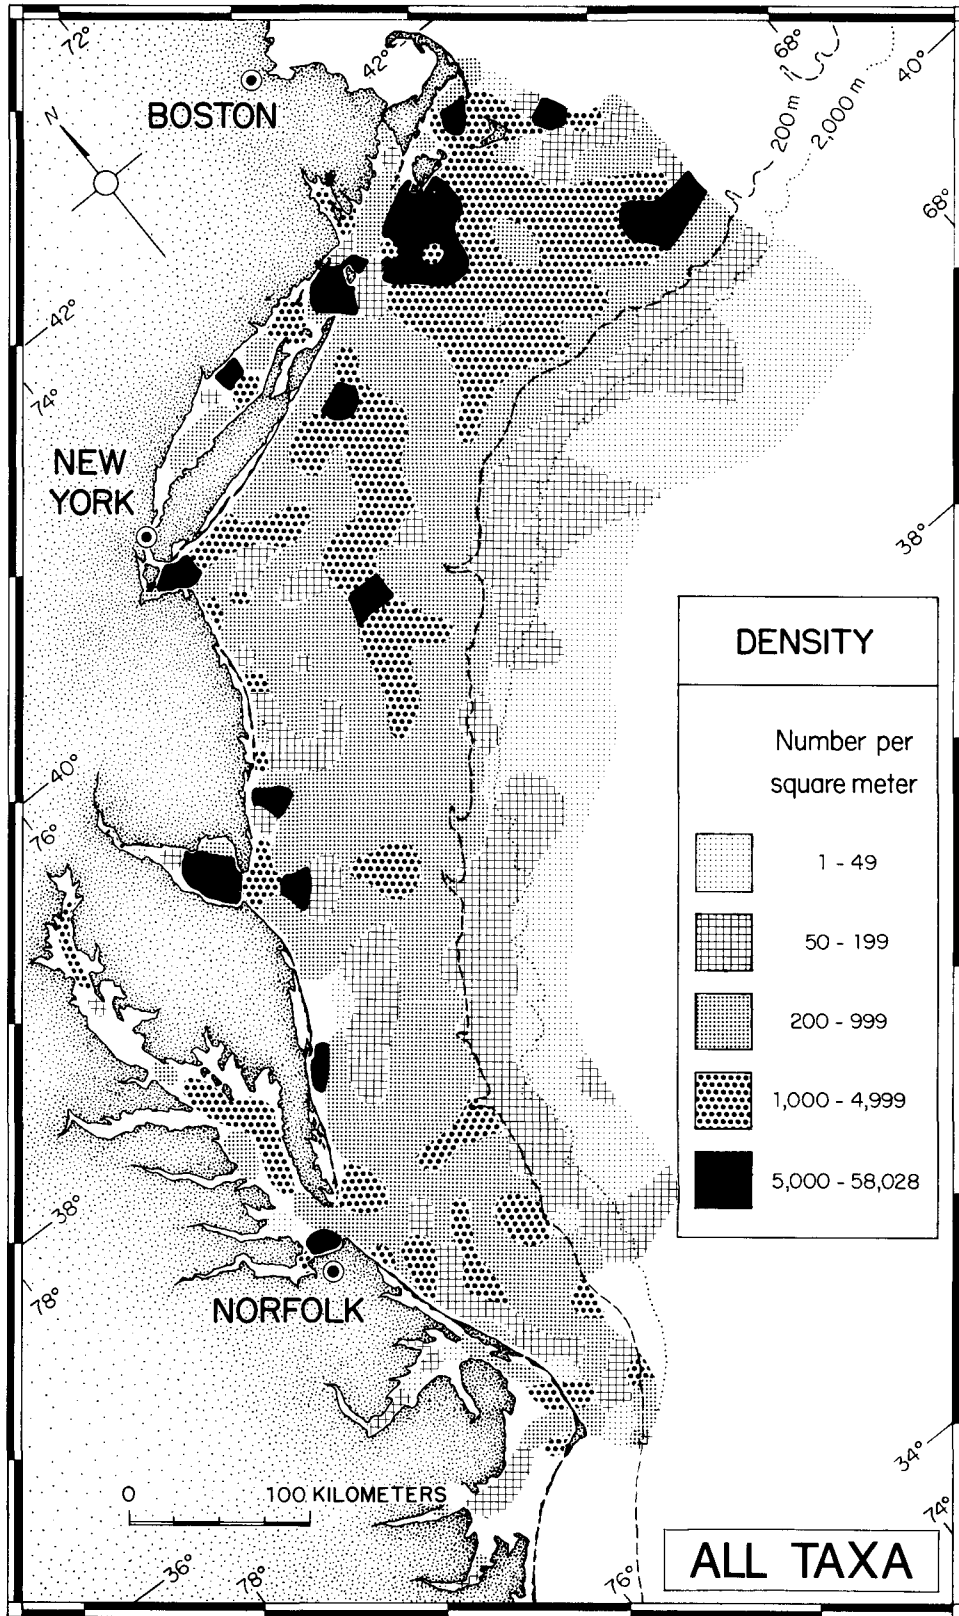 72°
42°
68°
40°
BOSTON
200 m
2,000 m
N
68°
42°
74°
NEW
YORK
38°
DENSITY
Number per
square meter
1 - 49
50 - 199
200 - 999
1,000 - 4,999
5,000 - 58,028
40°
76°
38°
78°
NORFOLK
34°
0 100 KILOMETERS
74°
ALL TAXA
36°
78°
76°